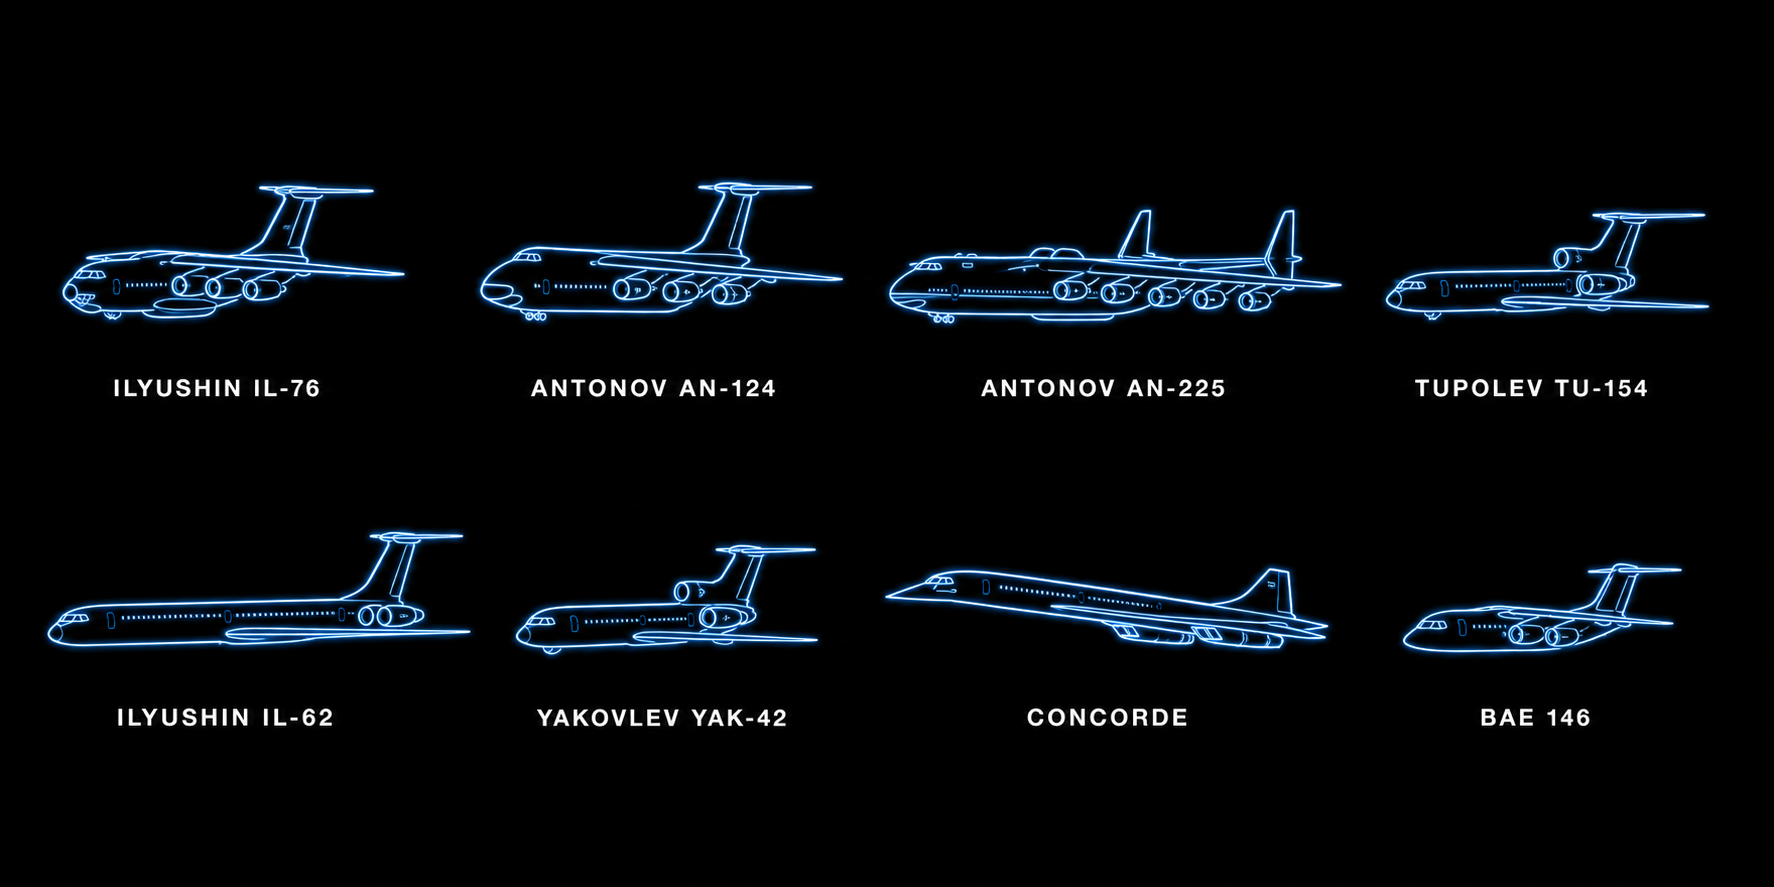 ILYUSHIN IL-76
ANTONOV AN-124
ANTONOV AN-225
TUPOLEV TU-154
ILYUSHIN IL-62
YAKOVLEV YAK-42
CONCORDE
BAE 146